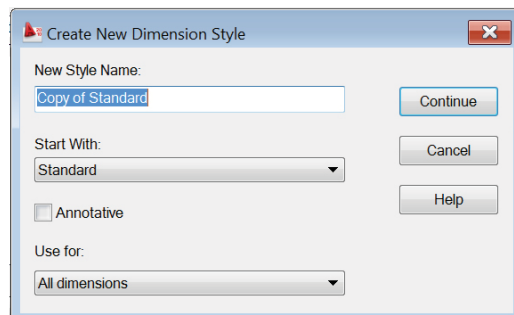 Create New Dimension Style
New Style Name:
Copy of Standard
Continue
Start With:
Standard
Cancel
Annotative
Help
Use for:
All dimensions